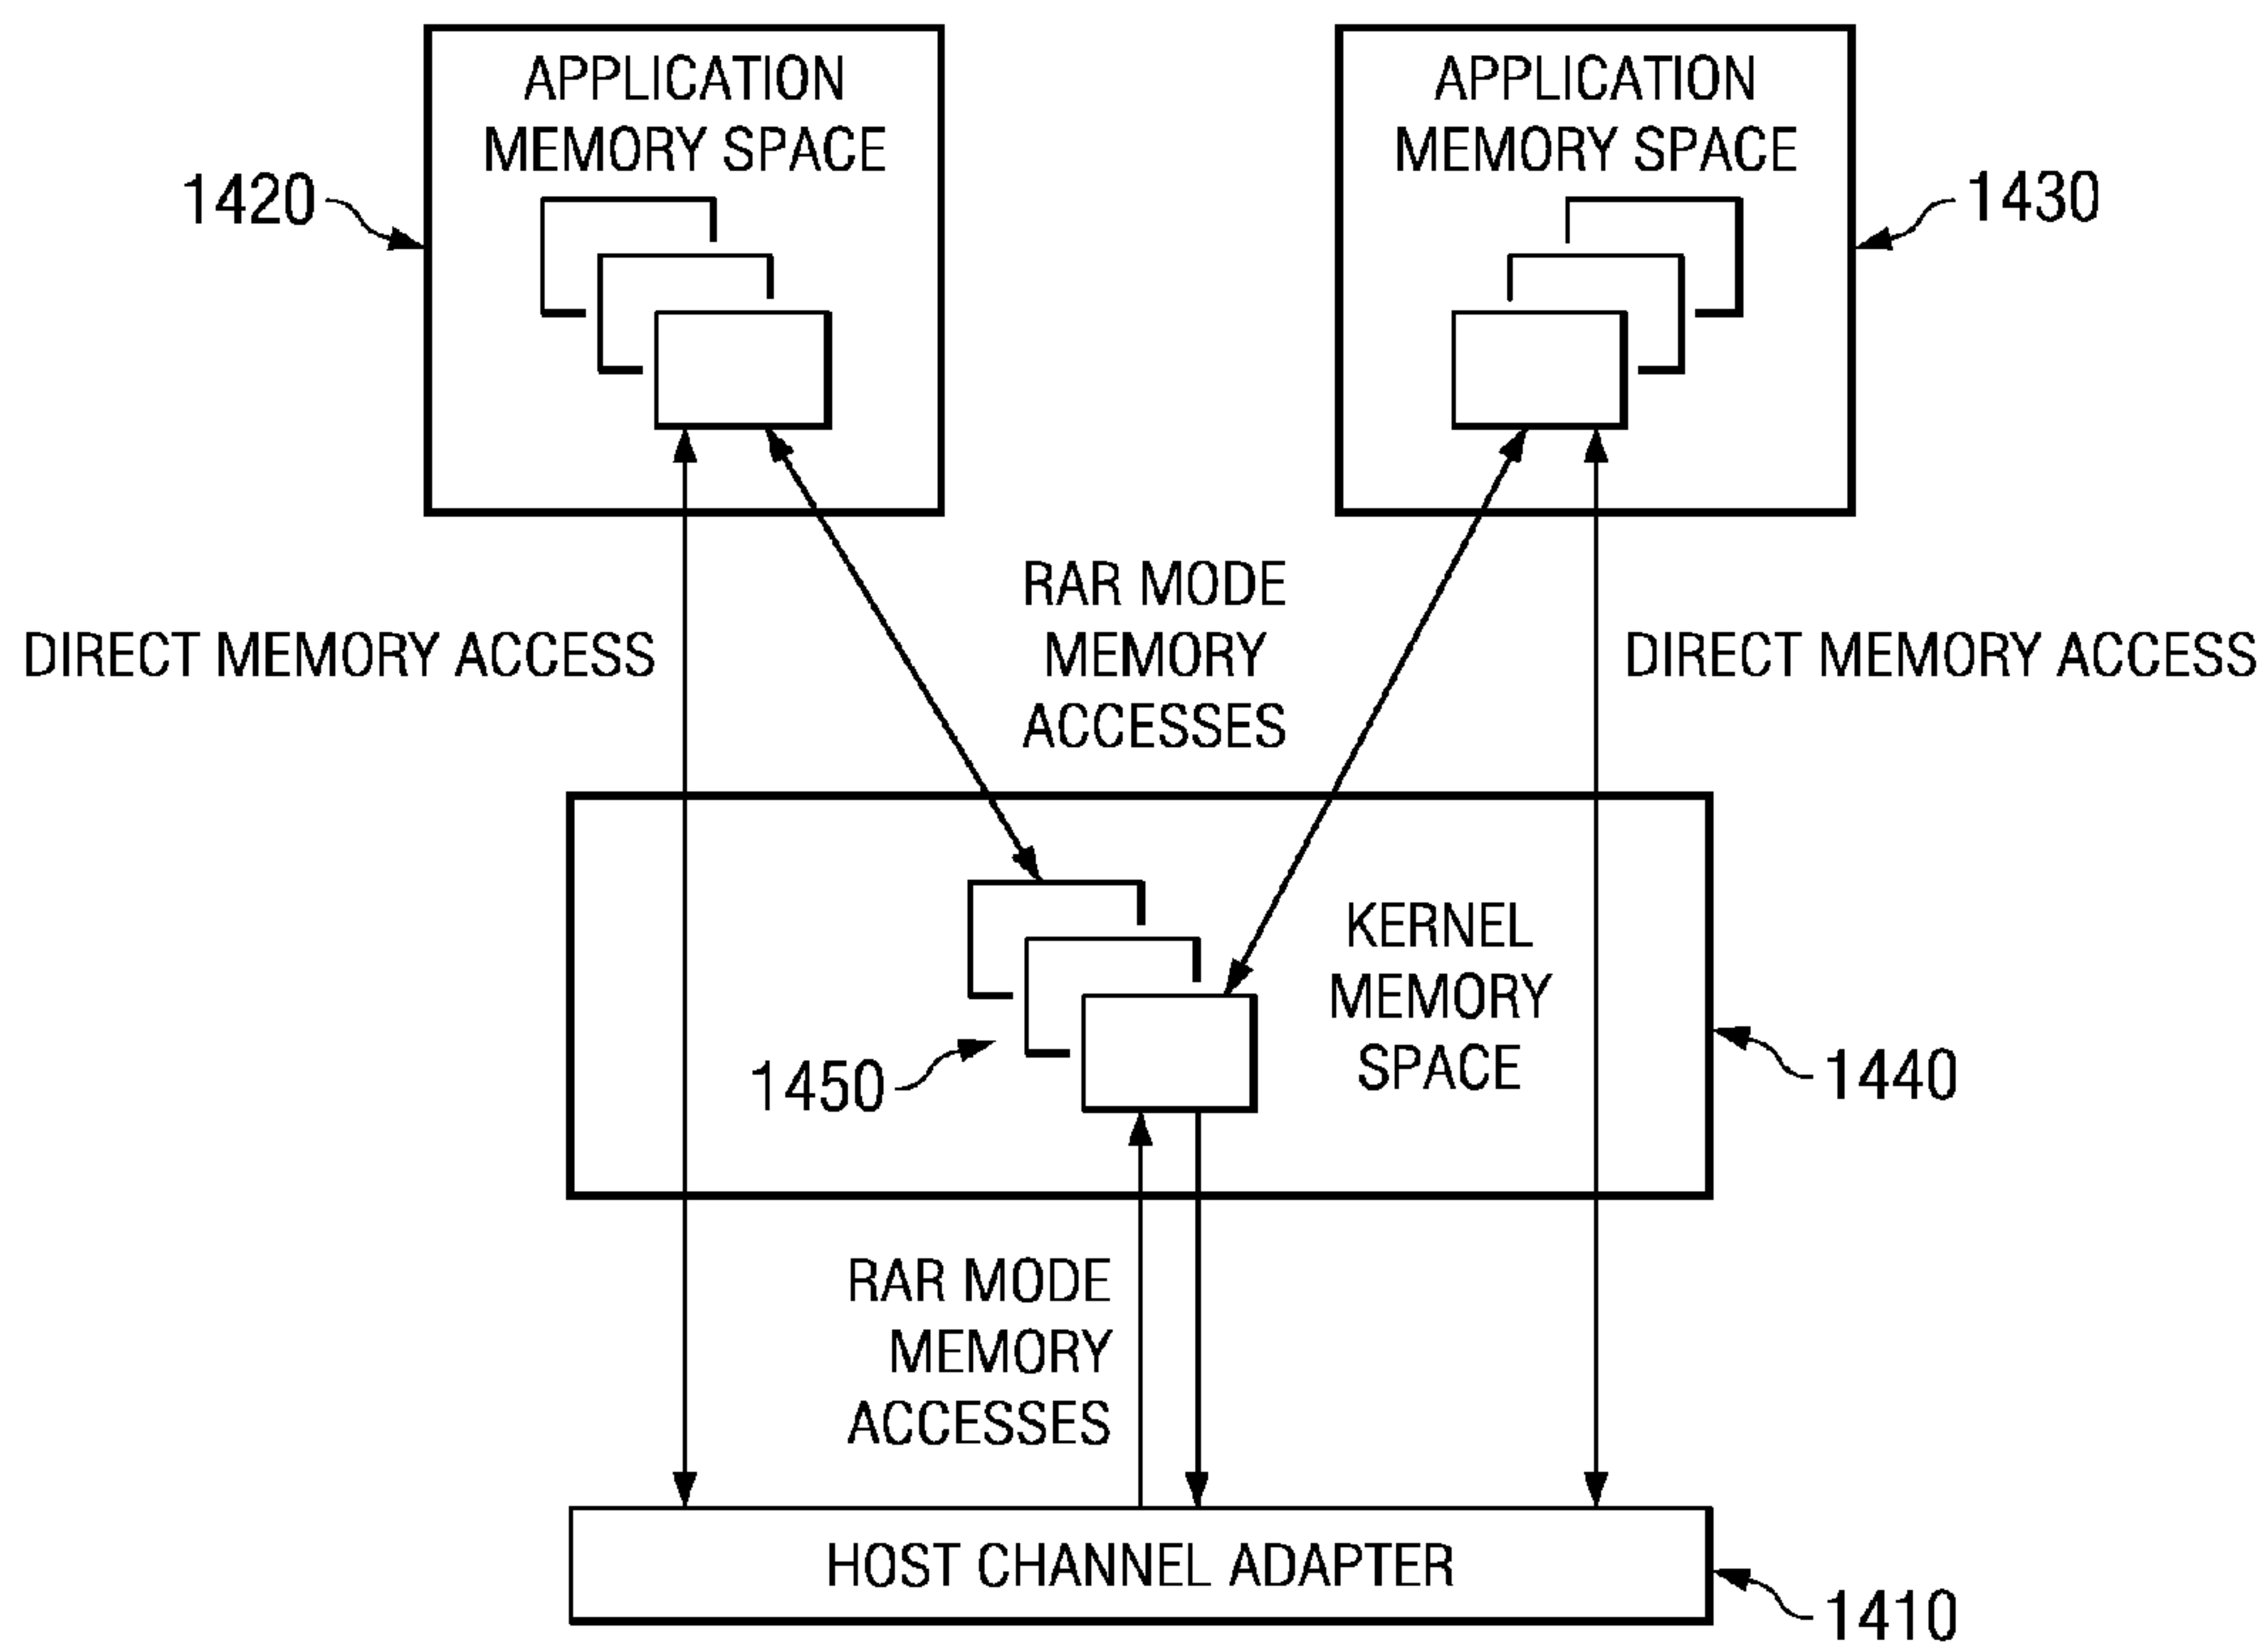 APPLICATION
MEMORY SPACE
APPLICATION
MEMORY SPACE
1420
1430
RAR MODE
MEMORY
ACCESSES
DIRECT MEMORY ACCESS
DIRECT MEMORY ACCESS
KERNEL
MEMORY
SPACE
1450
1440
RAR MODE
MEMORY
ACCESSES
HOST CHANNEL ADAPTER
1410